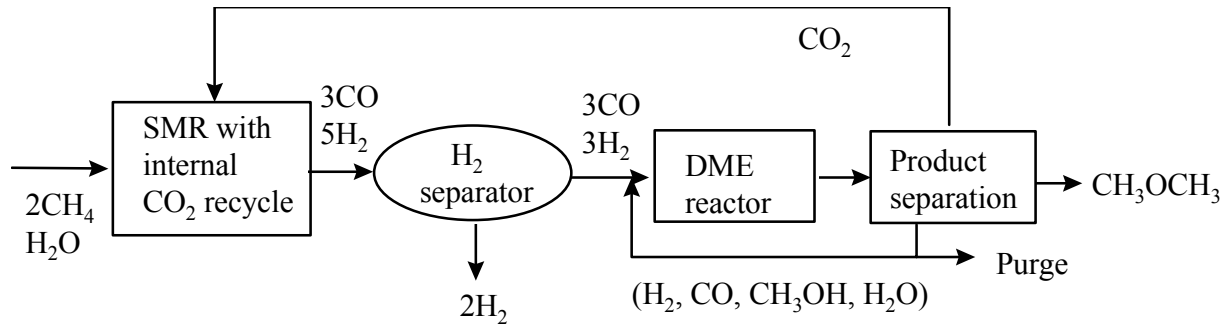 CO₂
SMR with
internal
CO₂ recycle
2CH₄
H₂O
3CO
5H₂
H₂
separator
2H₂
3CO
3H₂
DME
reactor
Product
separation
CH₃OCH₃
Purge
(H₂, CO, CH₃OH, H₂O)